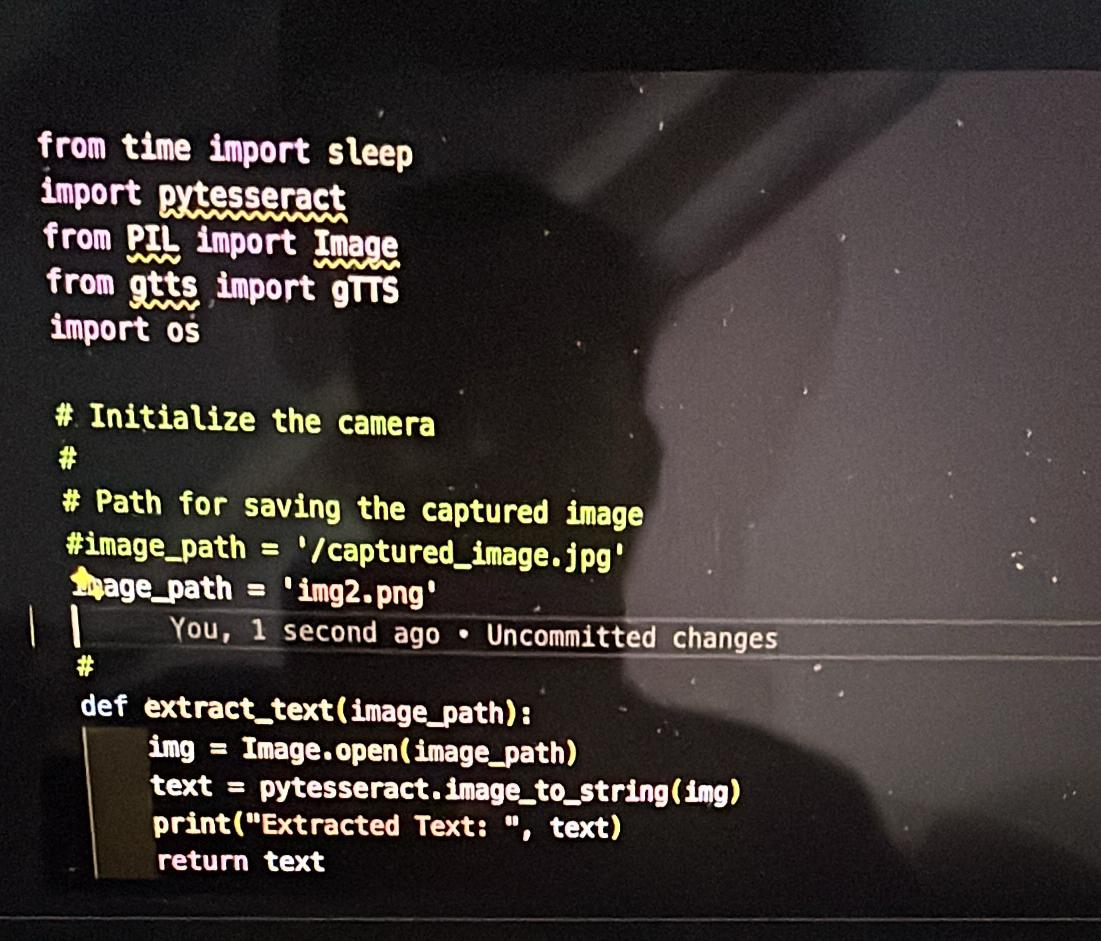 from time import sleep
import pytesseract
from PIL import Image
from gtts import gTTS
import os
# Initialize the camera
#
# Path for saving the captured image
#image_path = '/captured_image.jpg'
image_path = 'img2.png'
You, 1 second ago • Uncommitted changes
#
def extract_text(image_path):
img = Image.open(image_path)
text = pytesseract.image_to_string(img)
print("Extracted Text: ", text)
return text